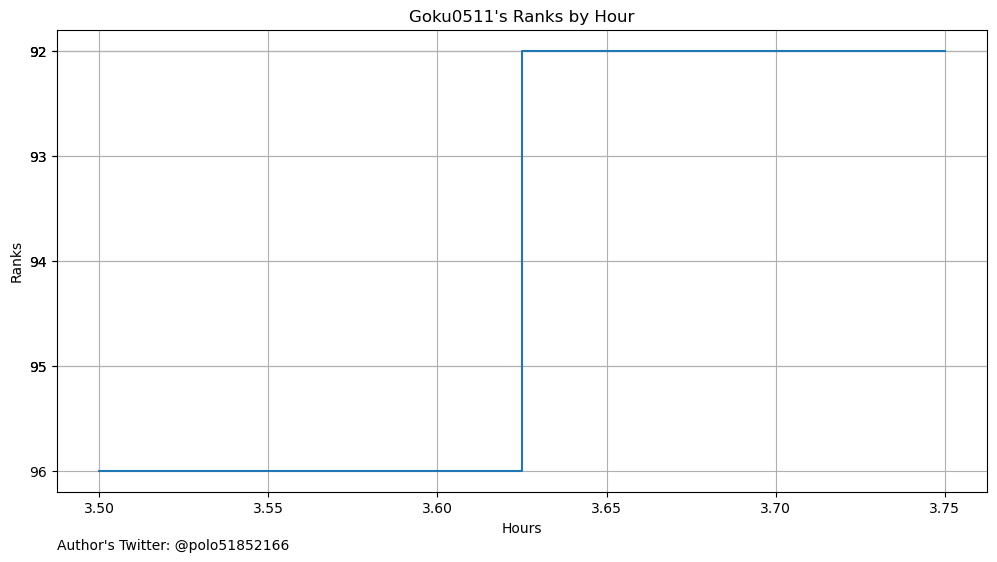 Goku0511's Ranks by Hour
92
93
94
95
96
Ranks
3.50 3.55 3.60 3.65 3.70 3.75
Hours
Author's Twitter: @polo51852166